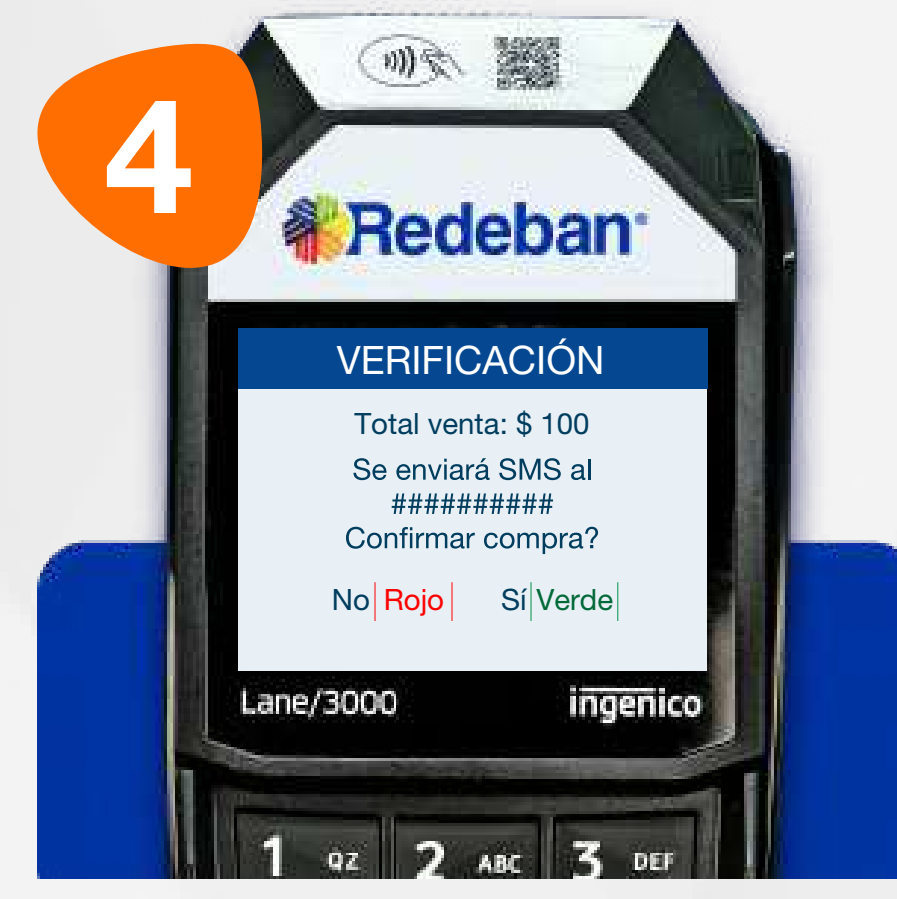 4
Redeban
VERIFICACIÓN
Total venta: $ 100
Se enviará SMS al
##########
Confirmar compra?
No Rojo Sí Verde
Lane/3000 ingenico
1 QZ 2 ABC 3 DEF